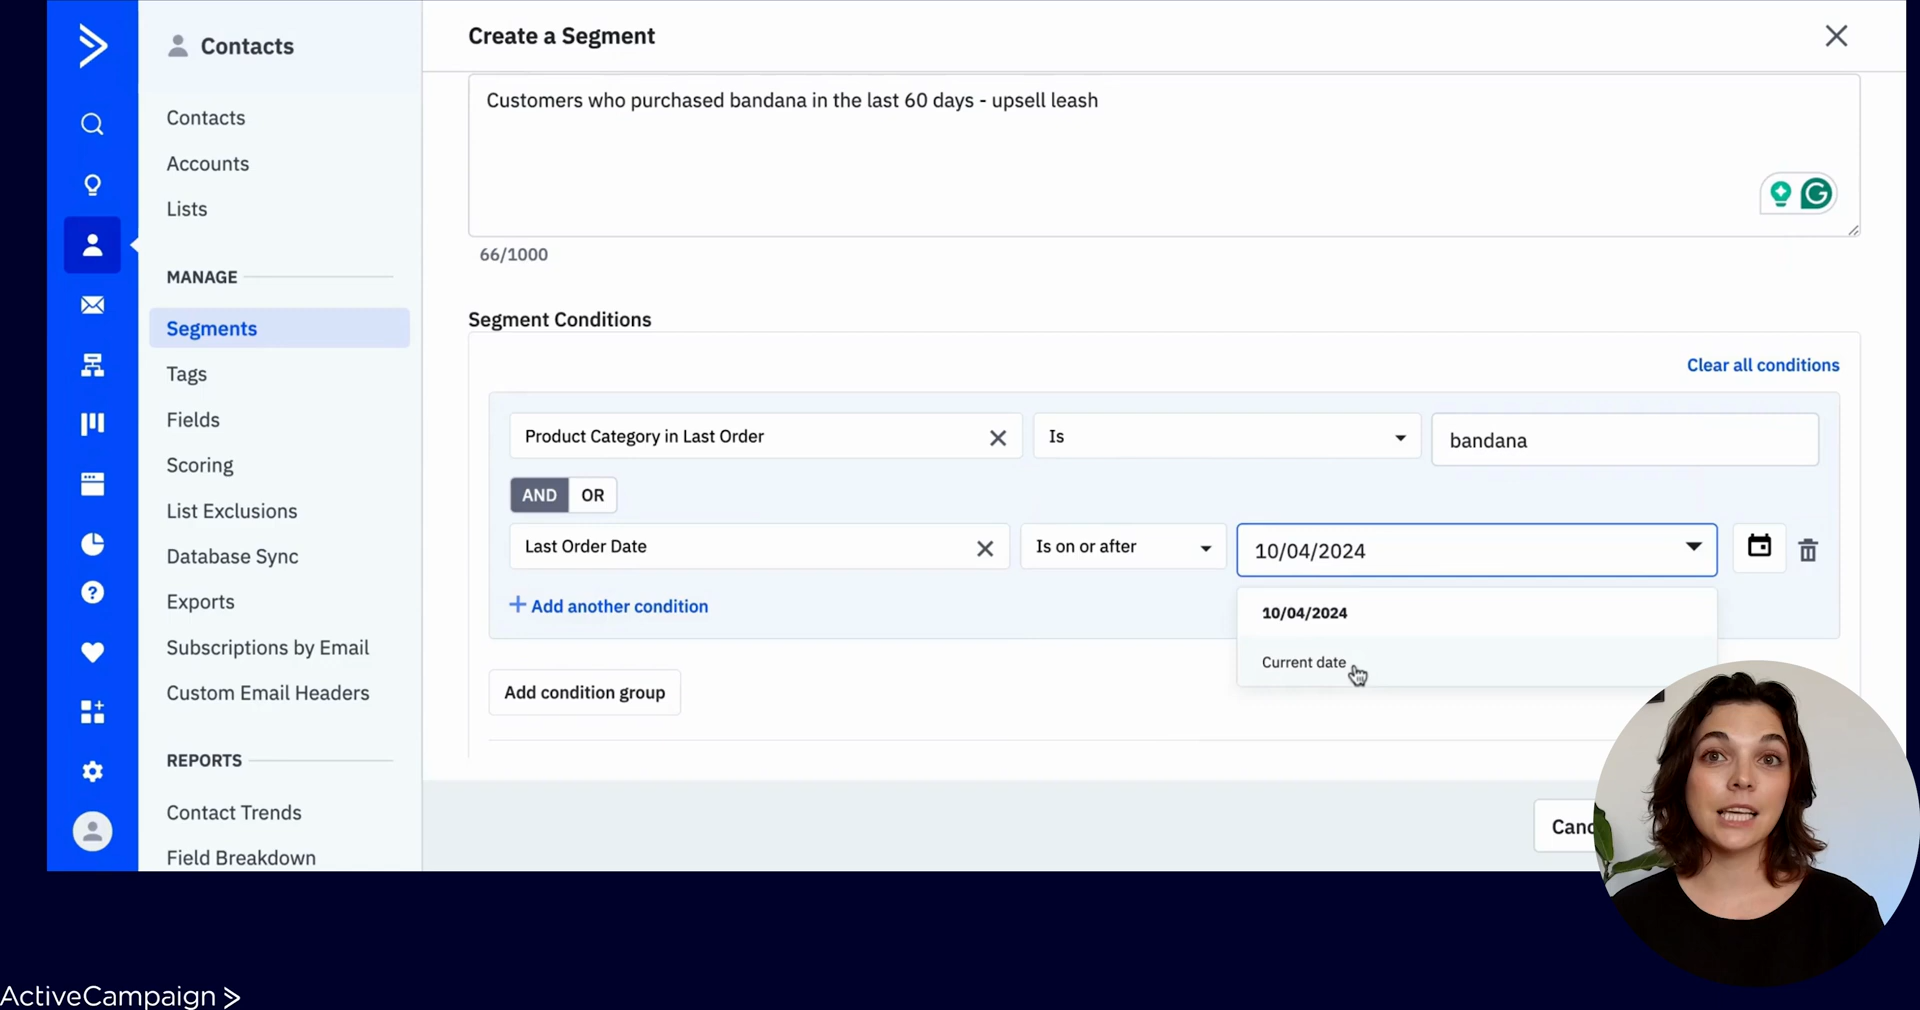 Contacts
Create a Segment
Contacts
Accounts
Lists
MANAGE
Segments
Tags
Fields
Scoring
List Exclusions
Database Sync
Exports
Subscriptions by Email
Custom Email Headers
REPORTS
Contact Trends
Field Breakdown
Customers who purchased bandana in the last 60 days - upsell leash
66/1000
Segment Conditions
Clear all conditions
Product Category in Last Order
Is
bandana
AND OR
Last Order Date
Is on or after
10/04/2024
10/04/2024
Current date
+ Add another condition
Add condition group
Canc
ActiveCampaign >